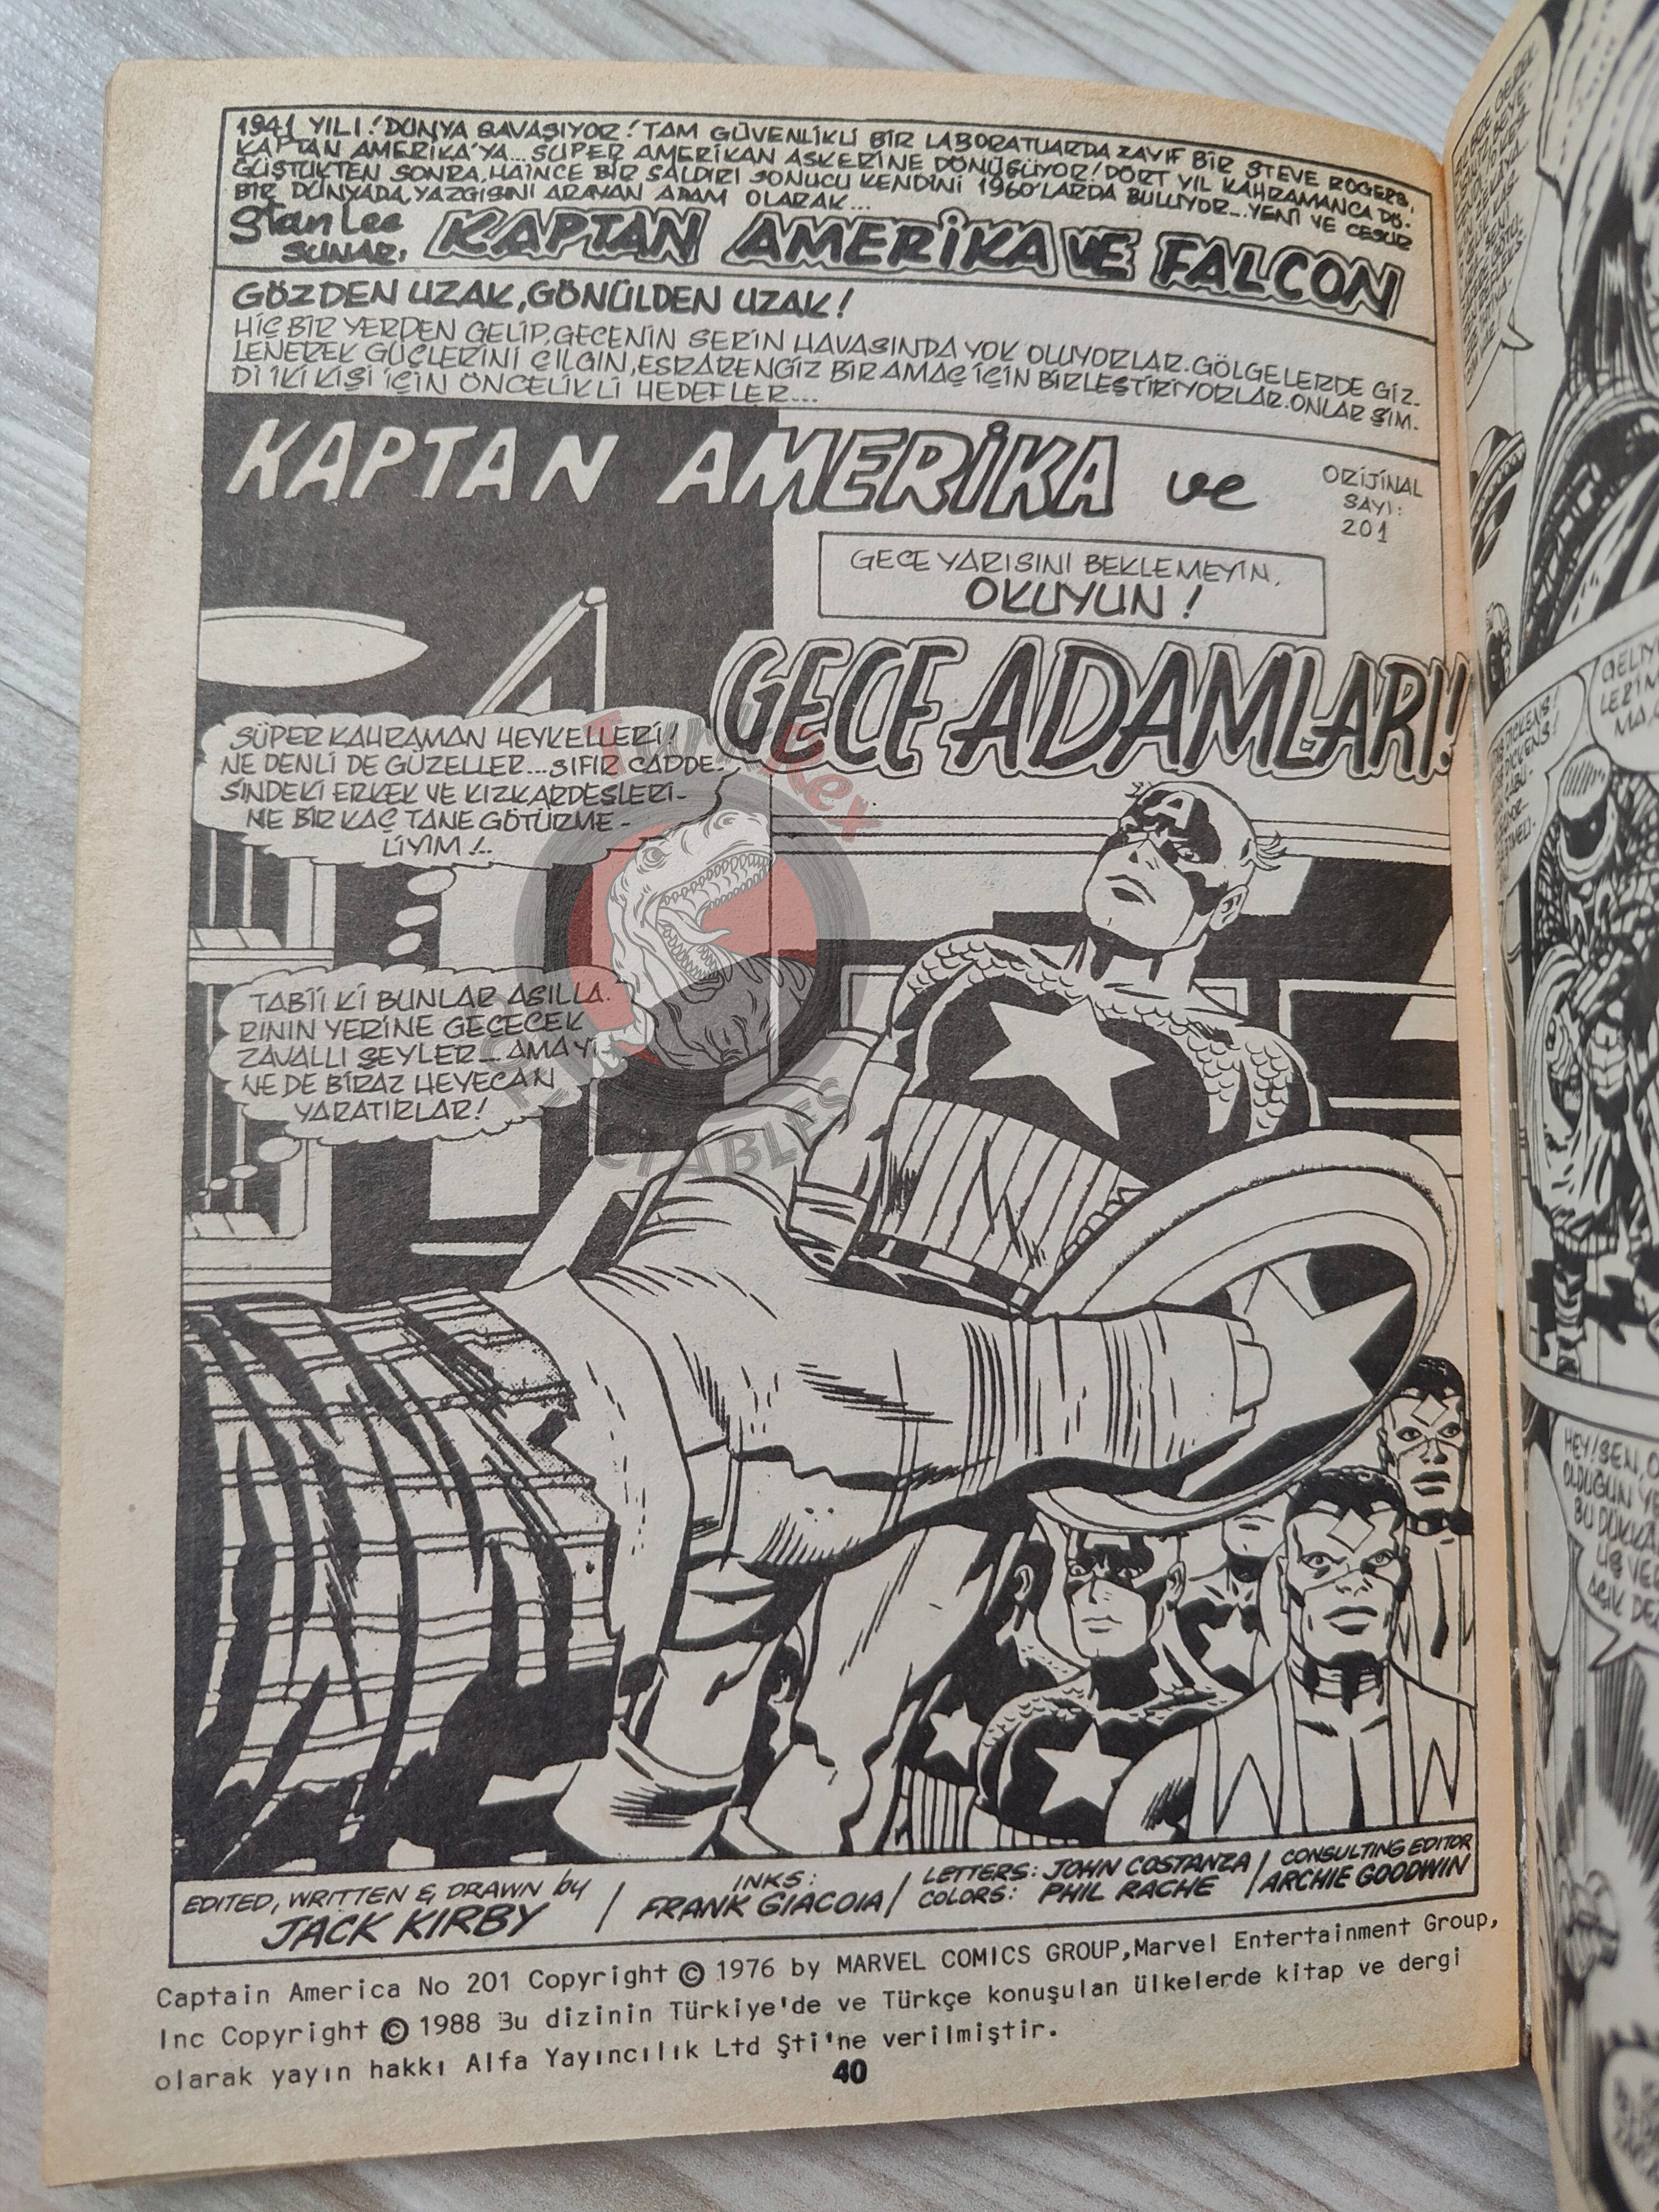 1941 YILI! DÜNYA SAVAŞIYOR! TAM GÜVENLİKLİ BİR LABORATUARDA ZAYIF BİR STEVE ROGERS,
KAPTAN AMERİKA'YA... SÜPER AMERİKAN ASKERİNE DÖNÜŞÜYOR! DÖRT YIL KAHRAMANCA DÖ-
GÜŞTÜKTEN SONRA, HAİNCE BİR SALDIRI SONUCU KENDİNİ 1960'LARDA BULUYOR... YENİ VE CESUR
BİR DÜNYADA, YAZGISINI ARAYAN ADAM OLARAK...
Stan Lee
SUNAR:
KAPTAN AMERİKA VE FALCON
GÖZDEN UZAK, GÖNÜLDEN UZAK!
HİÇ BİR YERDEN GELİP, GECENİN SERİN HAVASINDA YOK OLUYORLAR. GÖLGELERDE GİZ-
LENEREK GÜÇLERİNİ ÇILGIN, ESRARENGİZ BİR AMAÇ İÇİN BİRLEŞTİRİYORLAR. ONLAR ŞİM-
Dİ İKİ KİŞİ İÇİN ÖNCELİKLİ HEDEFLER...
KAPTAN AMERİKA ve
ORİJİNAL
SAYI:
201
GECE YARISINI BEKLEMEYİN,
OKUYUN!
GECE ADAMLARI!
SÜPER KAHRAMAN HEYKELLERİ!
NE DENLİ DE GÜZELLER... SIFIR CADDE-
SİNDEKİ ERKEK VE KIZKARDEŞLERİ-
ME BİR KAÇ TANE GÖTÜRME-
LİYİM!..
TABİİ Kİ BUNLAR ASILLA-
RININ YERİNE GEÇECEK
ZAVALLI ŞEYLER... AMA Yİ-
NE DE BİRAZ HEYECAN
YARATIRLAR!
EDITED, WRITTEN & DRAWN by
JACK KIRBY
INKS:
FRANK GIACOIA
LETTERS: JOHN COSTANZA
COLORS: PHIL RACHE
CONSULTING EDITOR
ARCHIE GOODWIN
Captain America No 201 Copyright © 1976 by MARVEL COMICS GROUP,Marvel Entertainment Group,
Inc Copyright © 1988 Bu dizinin Türkiye'de ve Türkçe konuşulan ülkelerde kitap ve dergi
olarak yayın hakkı Alfa Yayıncılık Ltd Şti'ne verilmiştir.
40
HEY! SEN,